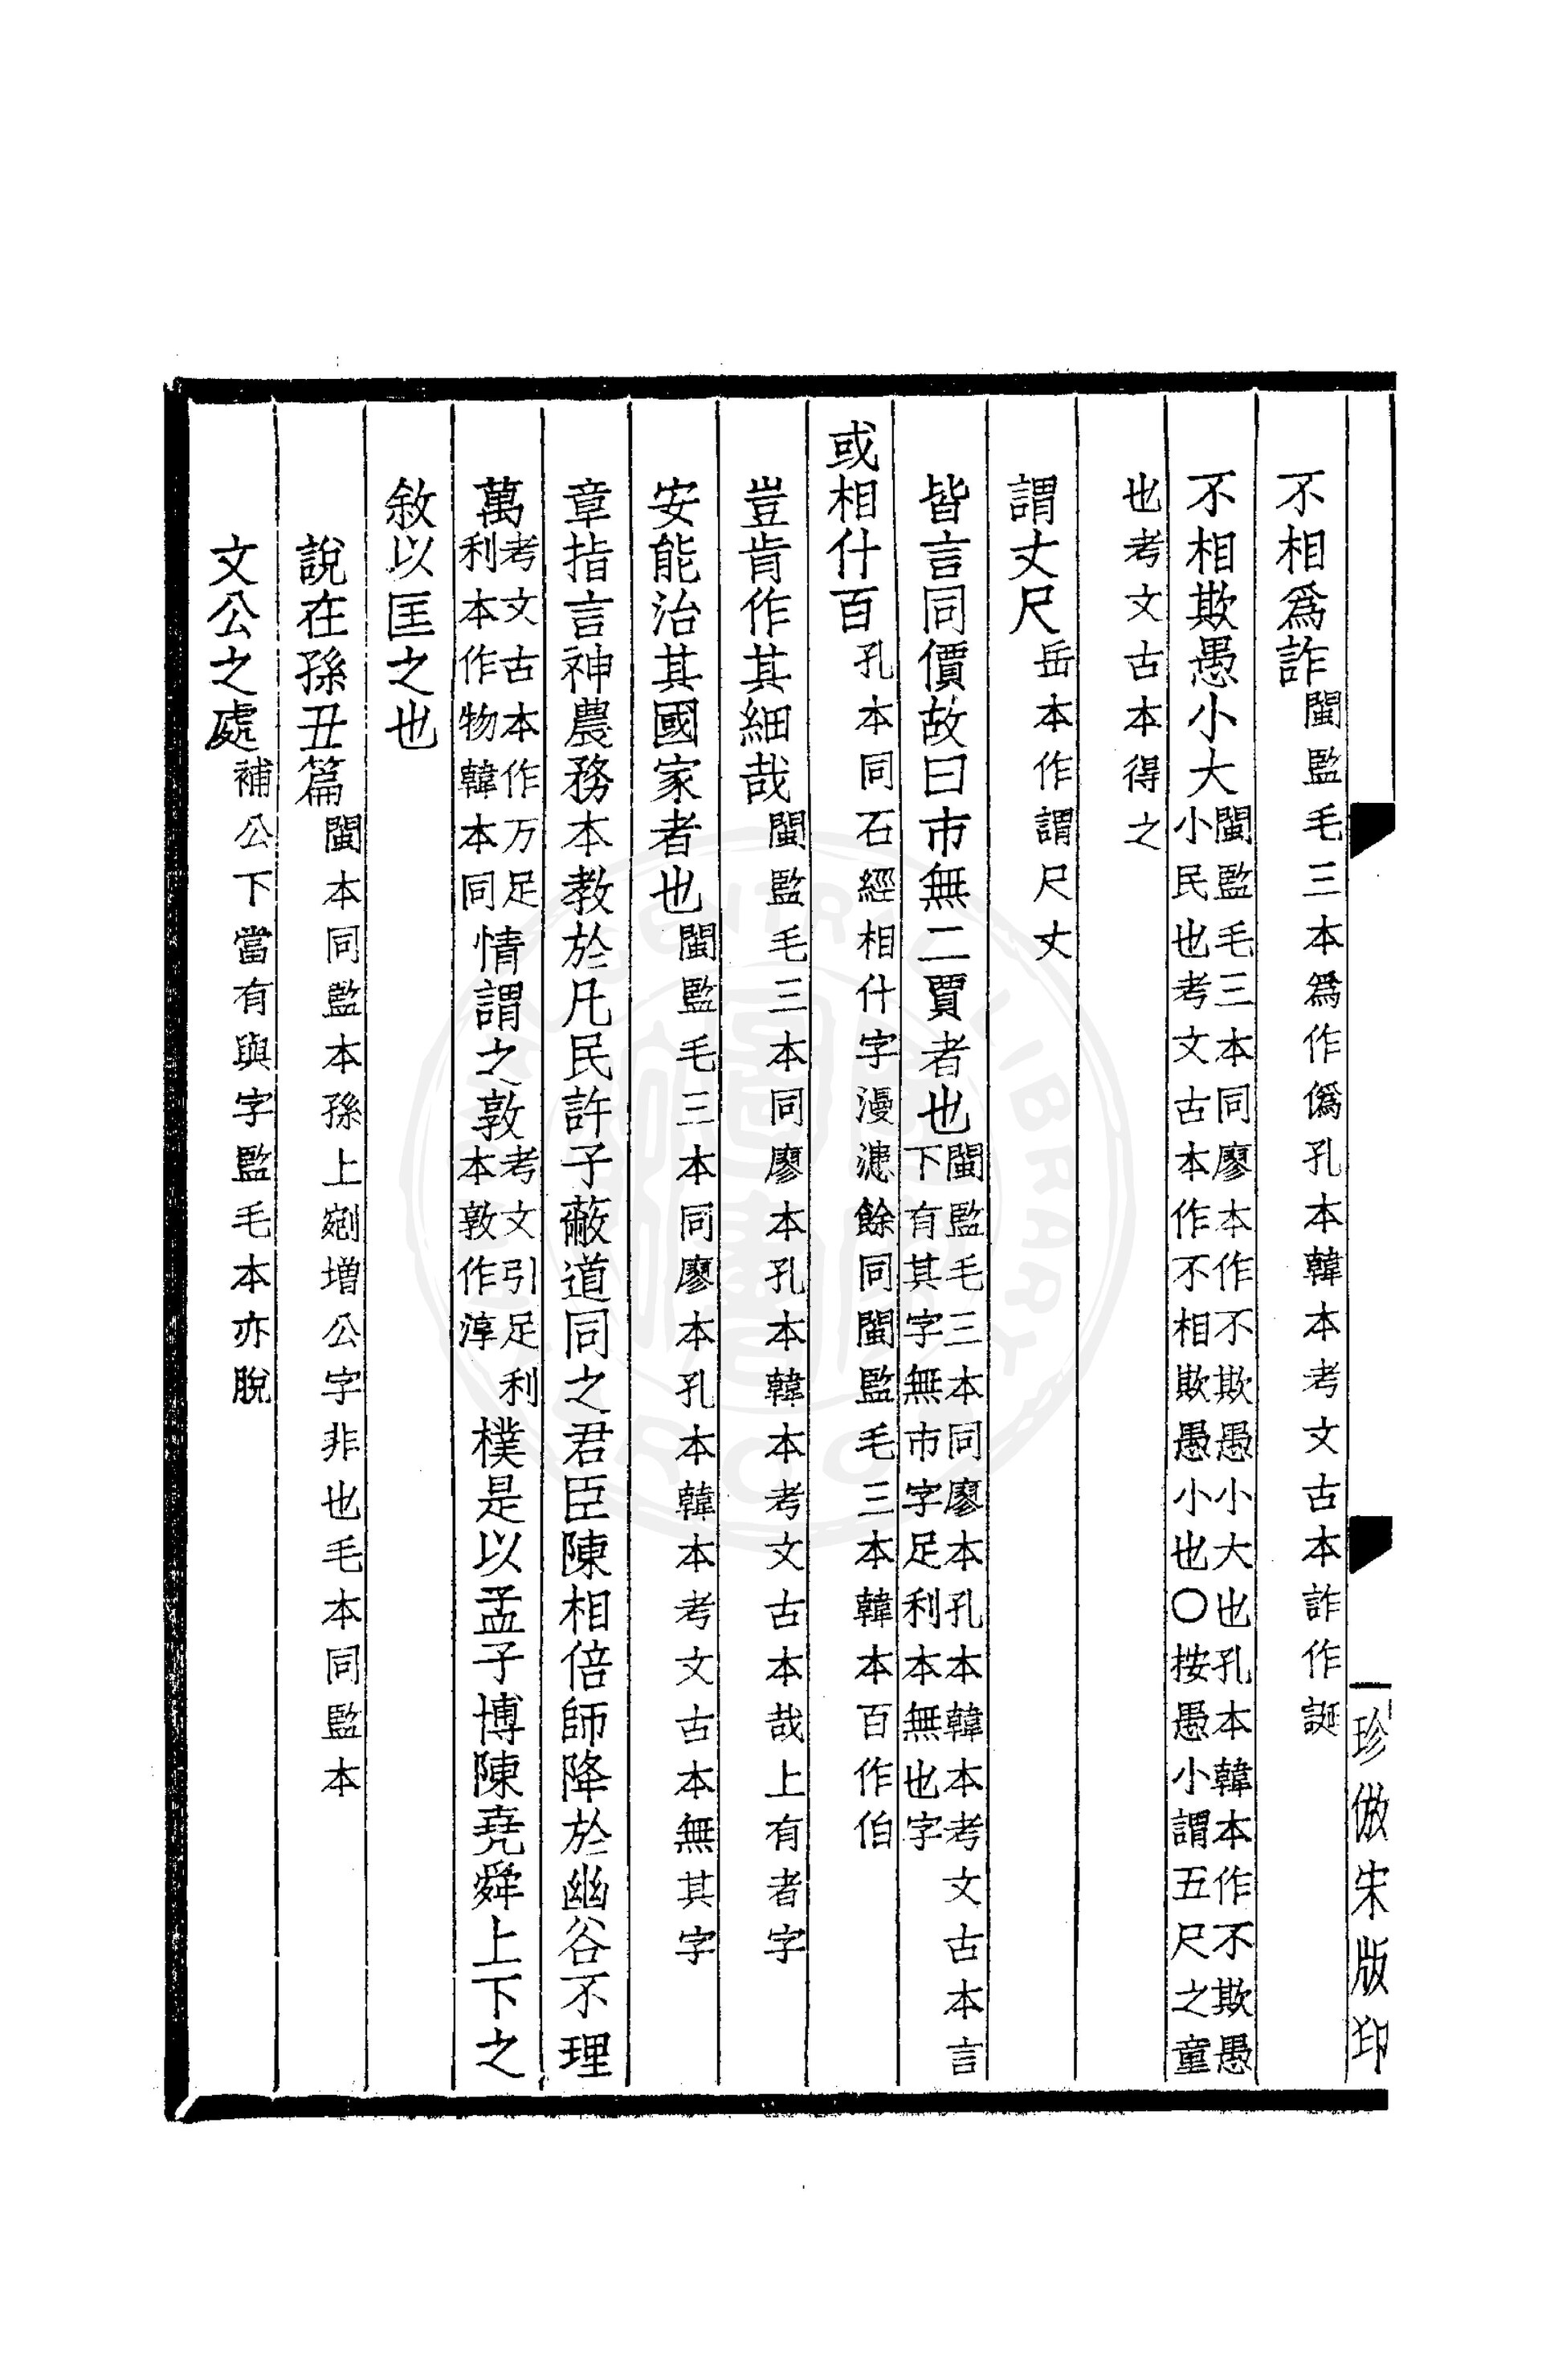 珍倣宋版印
不相爲詐閩監毛三本爲作僞孔本韓本考文古本詐作誕
不相欺愚小大閩監毛三本同廖本作不欺愚小大也孔本韓本作不欺愚小民也考文古本作不相欺愚小也○按愚小謂五尺之童
也考文古本得之
謂丈尺岳本作謂尺丈
皆言同價故曰市無二賈者也閩監毛三本同廖本孔本韓本考文古本言下有其字無市字足利本無也字
或相什百孔本同石經相什字漫漶餘同閩監毛三本韓本百作伯
豈肯作其細哉閩監毛三本同廖本孔本韓本考文古本哉上有者字
安能治其國家者也閩監毛三本同廖本孔本韓本考文古本無其字
章指言神農務本教於凡民許子蔽道同之君臣陳相倍師降於幽谷不理
萬考文古本作万足利本作物韓本同情謂之敦考文引足利本敦作淳樸是以孟子博陳堯舜上下之
敘以匡之也
說在孫丑篇閩本同監本孫上剜增公字非也毛本同監本
文公之處補公下當有與字監毛本亦脫